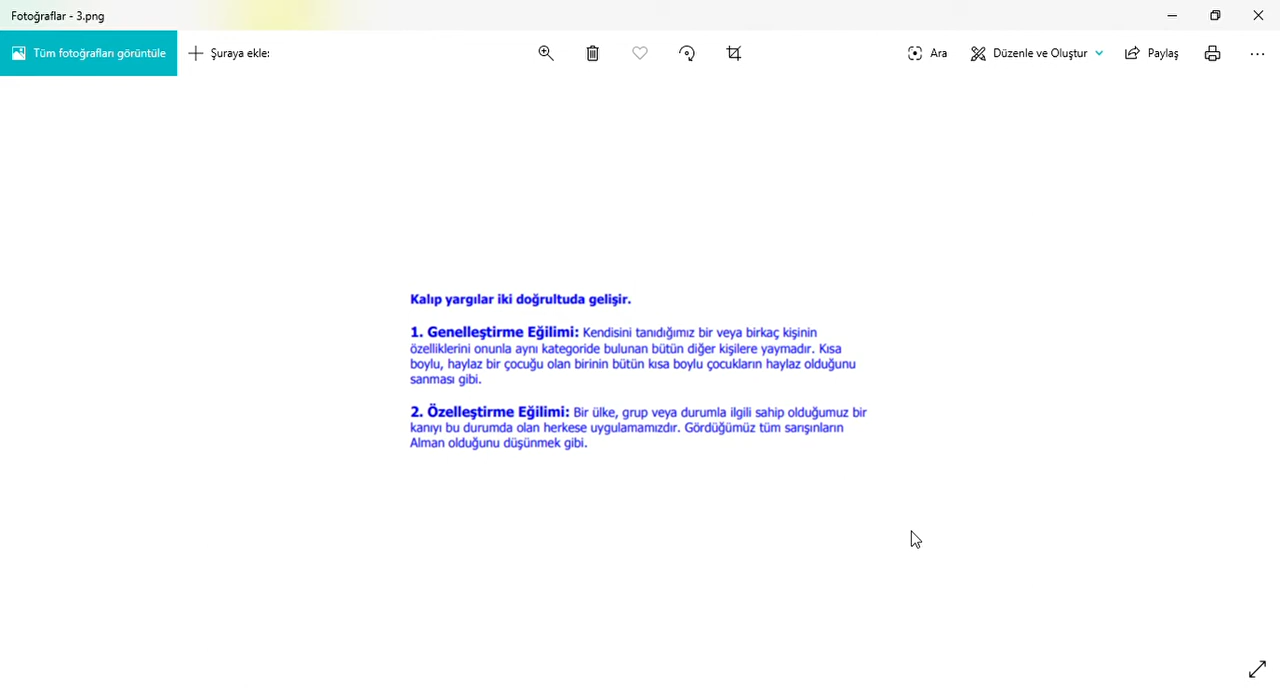 Fotoğraflar - 3.png
Tüm fotoğrafları görüntüle
Şuraya ekle:
Ara
Düzenle ve Oluştur
Paylaş
Kalıp yargılar iki doğrultuda gelişir.
1. Genelleştirme Eğilimi: Kendisini tanıdığımız bir veya birkaç kişinin
özelliklerini onunla aynı kategoride bulunan bütün diğer kişilere yaymadır. Kısa
boylu, haylaz bir çocuğu olan birinin bütün kısa boylu çocukların haylaz olduğunu
sanması gibi.
2. Özelleştirme Eğilimi: Bir ülke, grup veya durumla ilgili sahip olduğumuz bir
kanıyı bu durumda olan herkese uygulamamızdır. Gördüğümüz tüm sarışınların
Alman olduğunu düşünmek gibi.